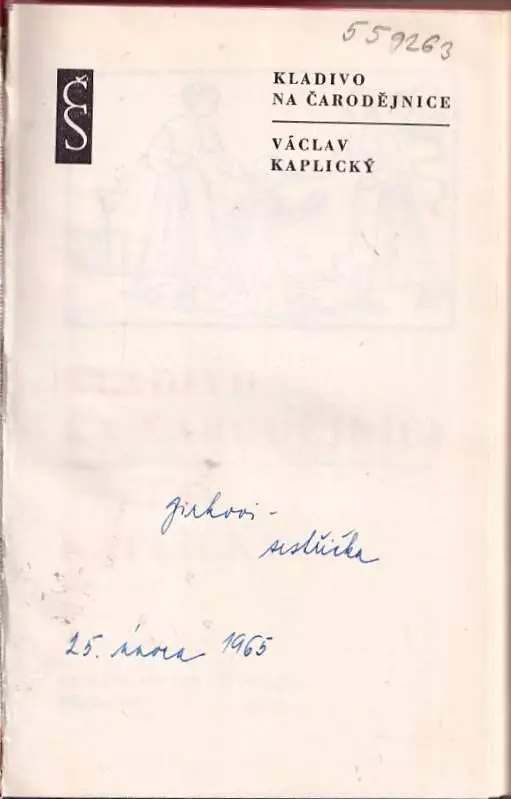 559263
ČS
KLADIVO
NA ČARODĚJNICE
VÁCLAV
KAPLICKÝ
Jirkovi -
sestřička
25. února 1965